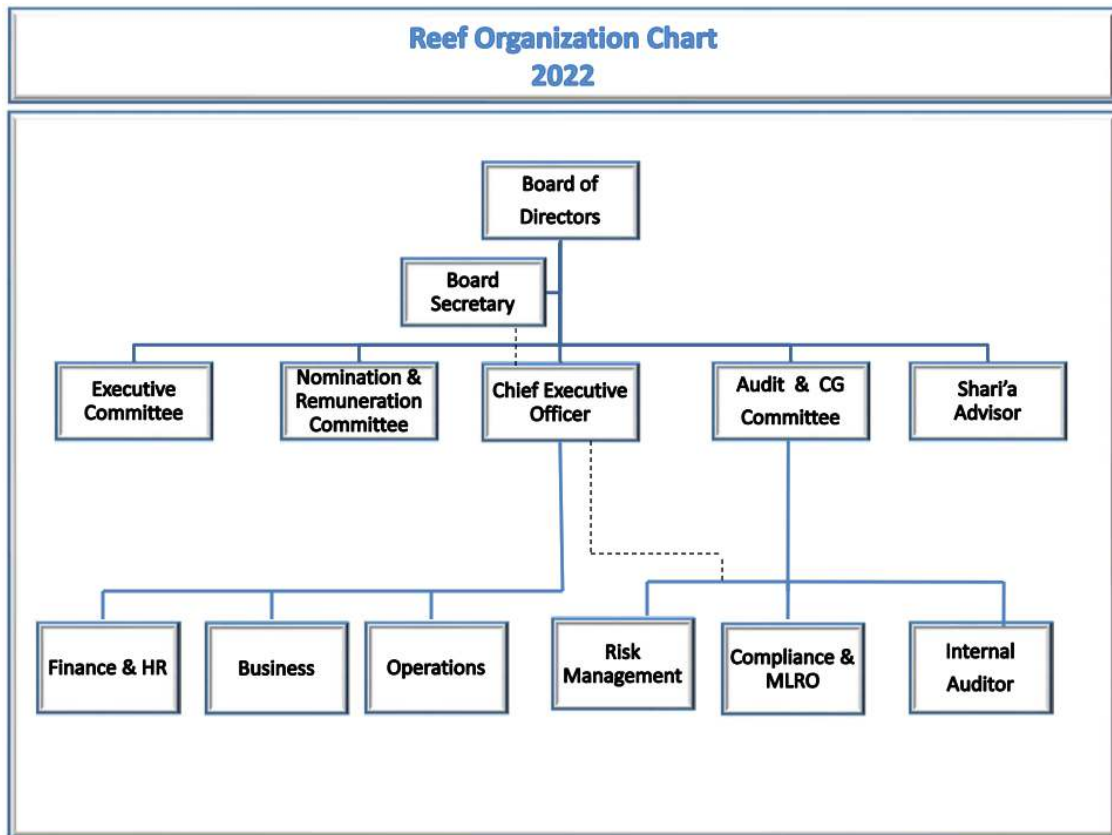 Reef Organization Chart
2022
Board of
Directors
Board
Secretary
Executive
Committee
Nomination &
Remuneration
Committee
Chief Executive
Officer
Audit & CG
Committee
Shari’a
Advisor
Finance & HR
Business
Operations
Risk
Management
Compliance &
MLRO
Internal
Auditor